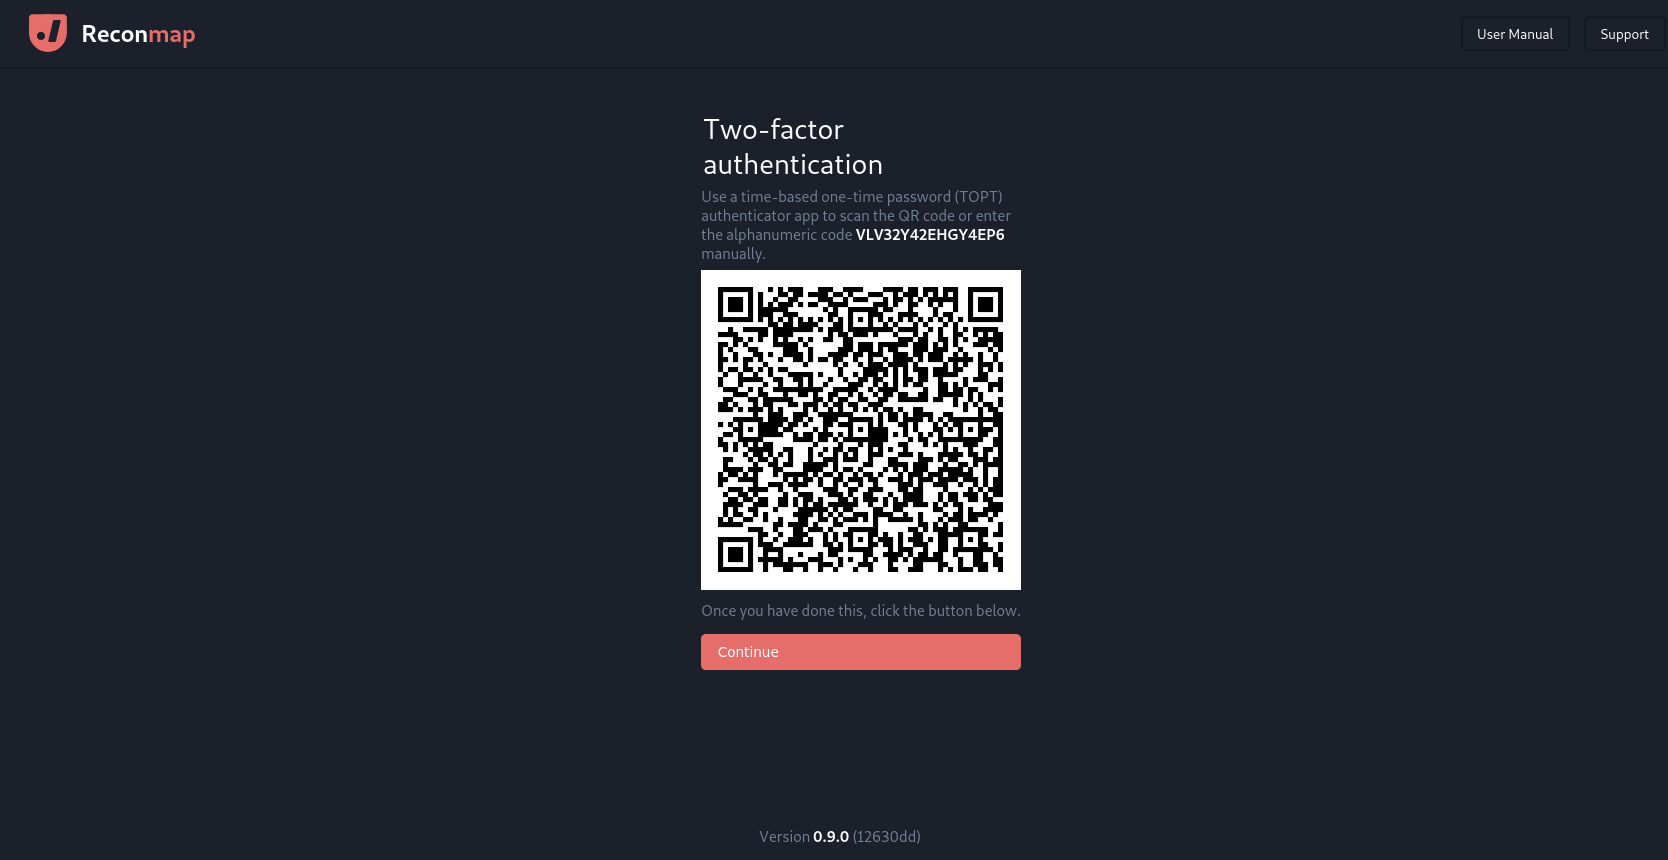 Reconmap
User Manual
Support
Two-factor
authentication
Use a time-based one-time password (TOPT)
authenticator app to scan the QR code or enter
the alphanumeric code VLV32Y42EHGY4EP6
manually.
Once you have done this, click the button below.
Continue
Version 0.9.0 (12630dd)